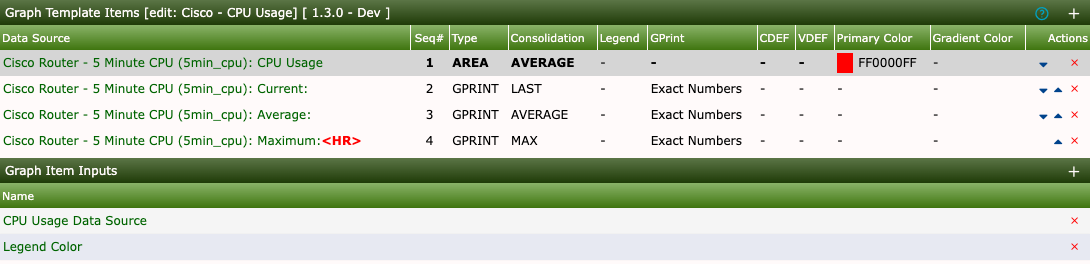 Graph Template Items [edit: Cisco - CPU Usage] [ 1.3.0 - Dev ] ? +
Data Source Seq# Type Consolidation Legend GPrint CDEF VDEF Primary Color Gradient Color Actions
Cisco Router - 5 Minute CPU (5min_cpu): CPU Usage 1 AREA AVERAGE - - - - FF0000FF - ×
Cisco Router - 5 Minute CPU (5min_cpu): Current: 2 GPRINT LAST - Exact Numbers - - - - ×
Cisco Router - 5 Minute CPU (5min_cpu): Average: 3 GPRINT AVERAGE - Exact Numbers - - - - ×
Cisco Router - 5 Minute CPU (5min_cpu): Maximum:<HR> 4 GPRINT MAX - Exact Numbers - - - - ×
Graph Item Inputs +
Name
CPU Usage Data Source ×
Legend Color ×